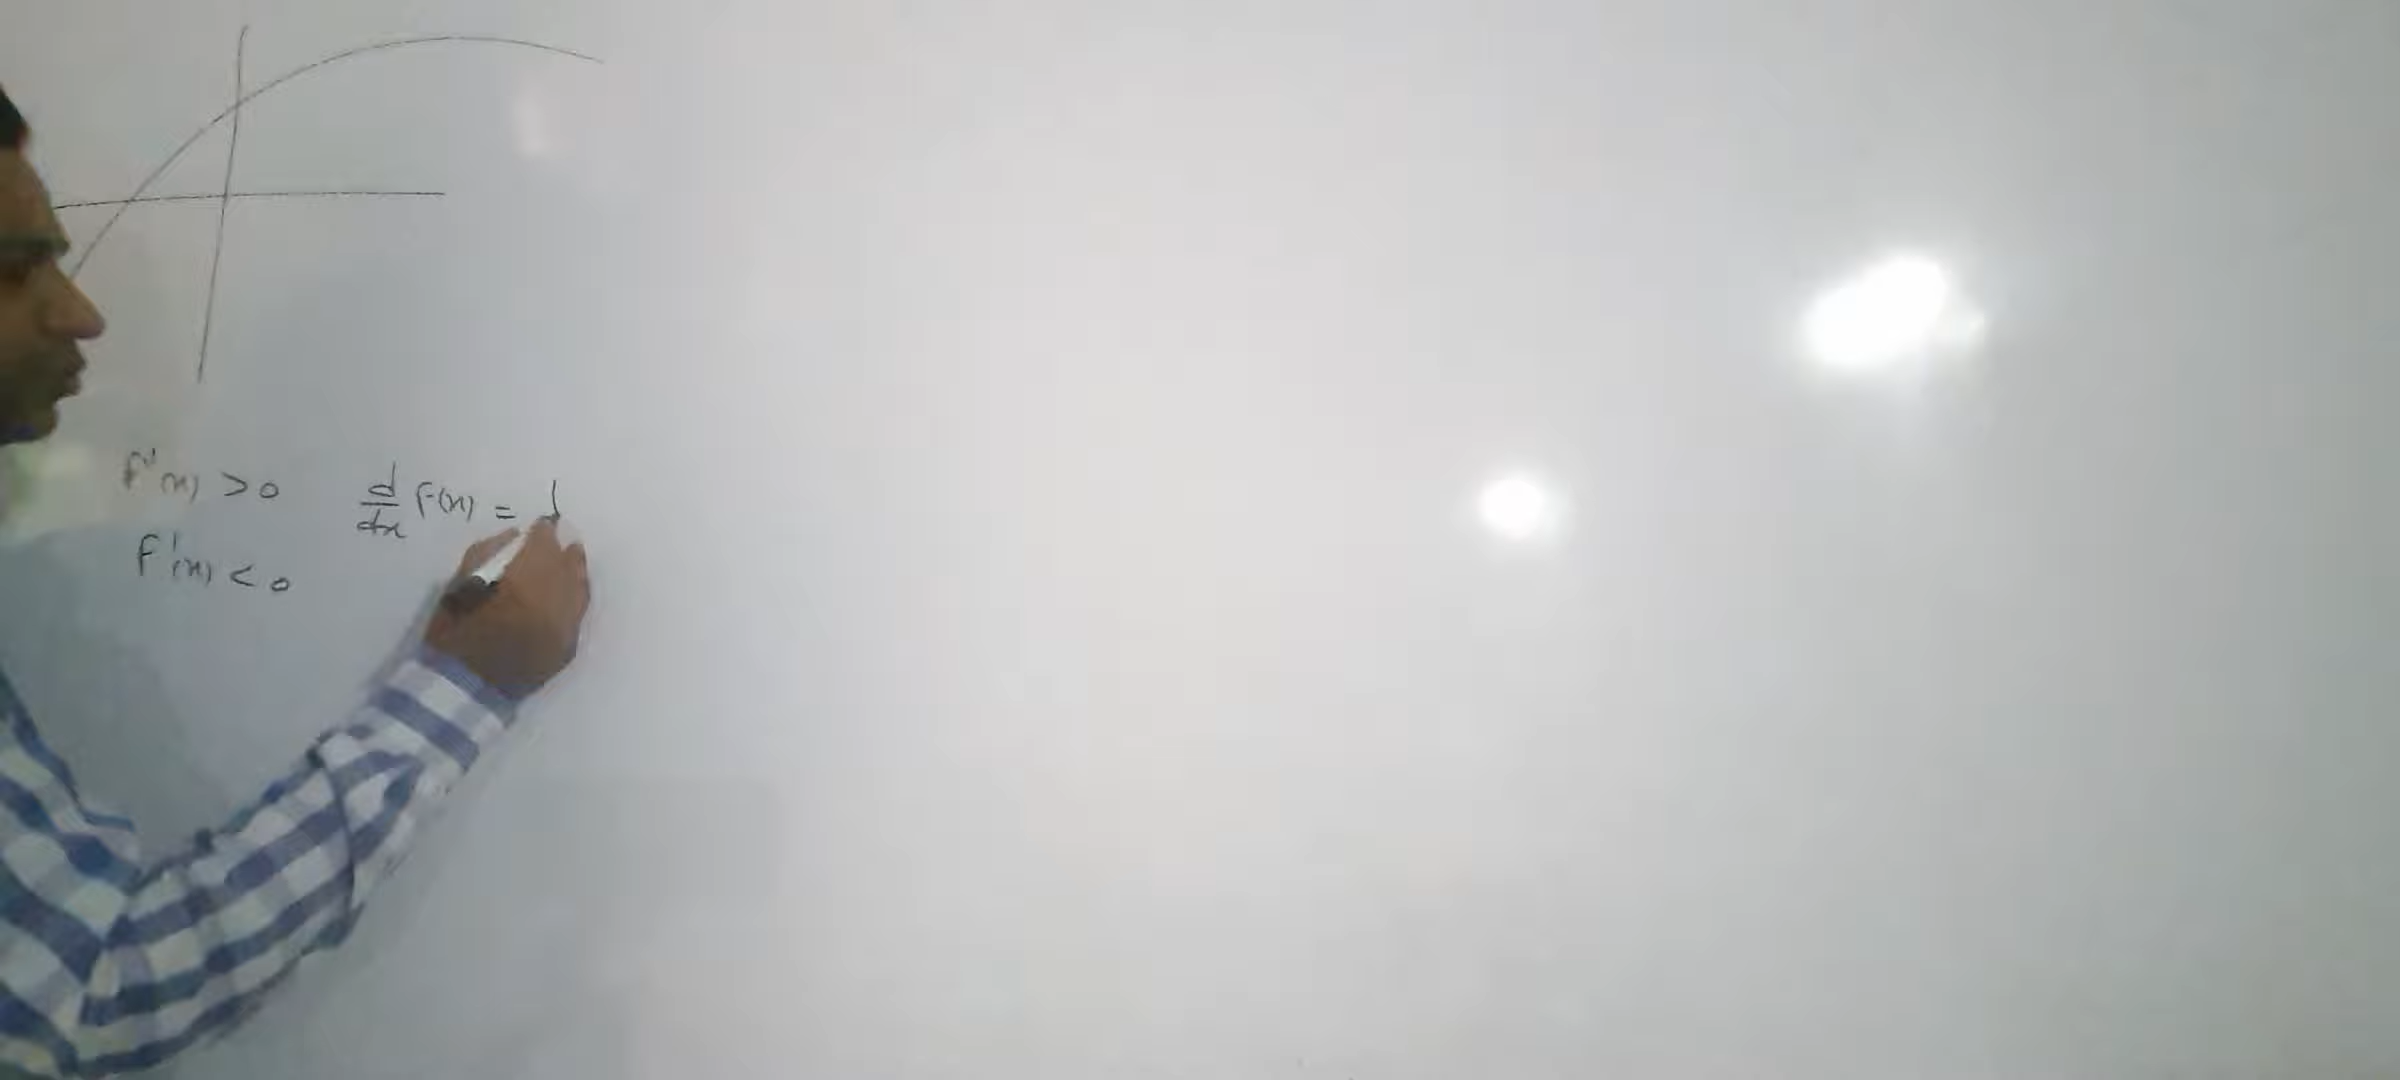 f'(x) > 0
d/dx f(x) = d
f'(x) < 0